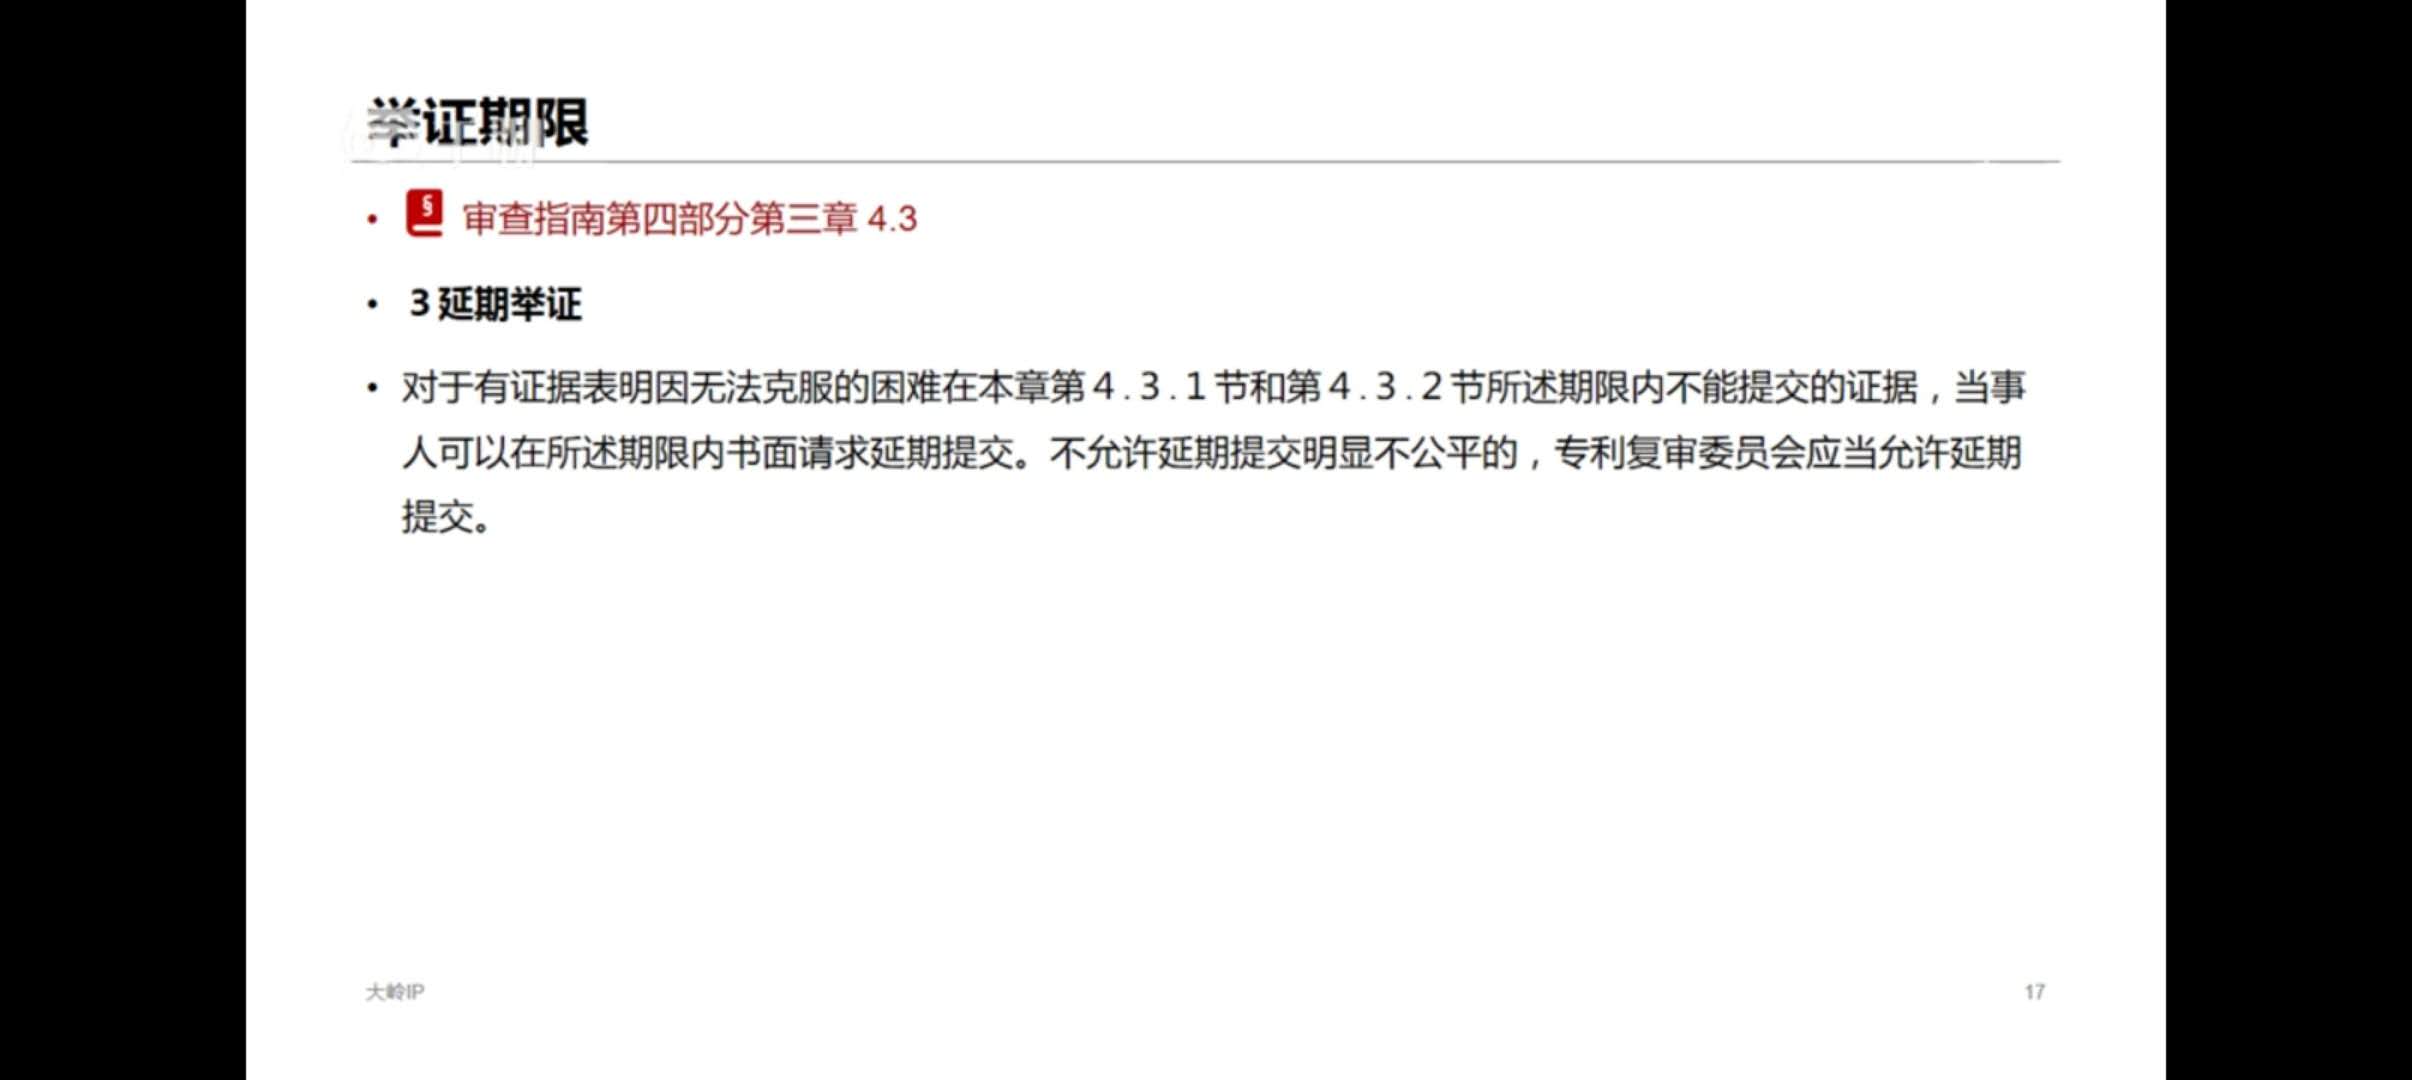 举证期限
• § 审查指南第四部分第三章 4.3
• 3 延期举证
• 对于有证据表明因无法克服的困难在本章第４.３.１节和第４.３.２节所述期限内不能提交的证据，当事
人可以在所述期限内书面请求延期提交。不允许延期提交明显不公平的，专利复审委员会应当允许延期
提交。
大岭IP
17